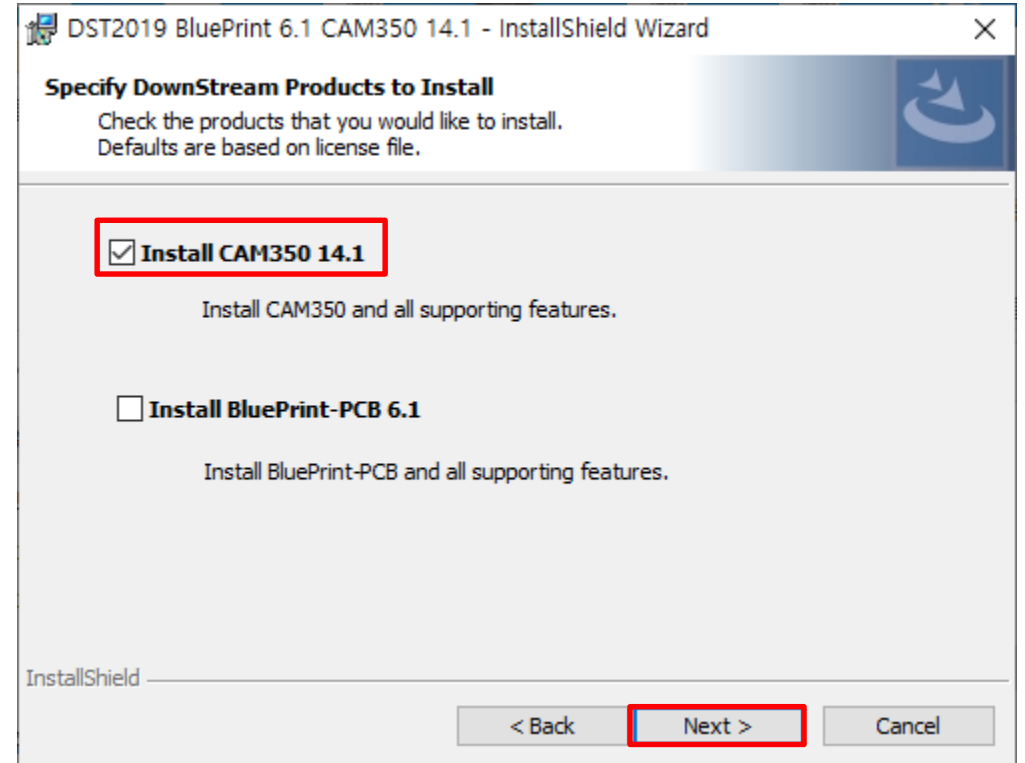 DST2019 BluePrint 6.1 CAM350 14.1 - InstallShield Wizard
Specify DownStream Products to Install
Check the products that you would like to install.
Defaults are based on license file.
Install CAM350 14.1
Install CAM350 and all supporting features.
Install BluePrint-PCB 6.1
Install BluePrint-PCB and all supporting features.
InstallShield
< Back
Next >
Cancel